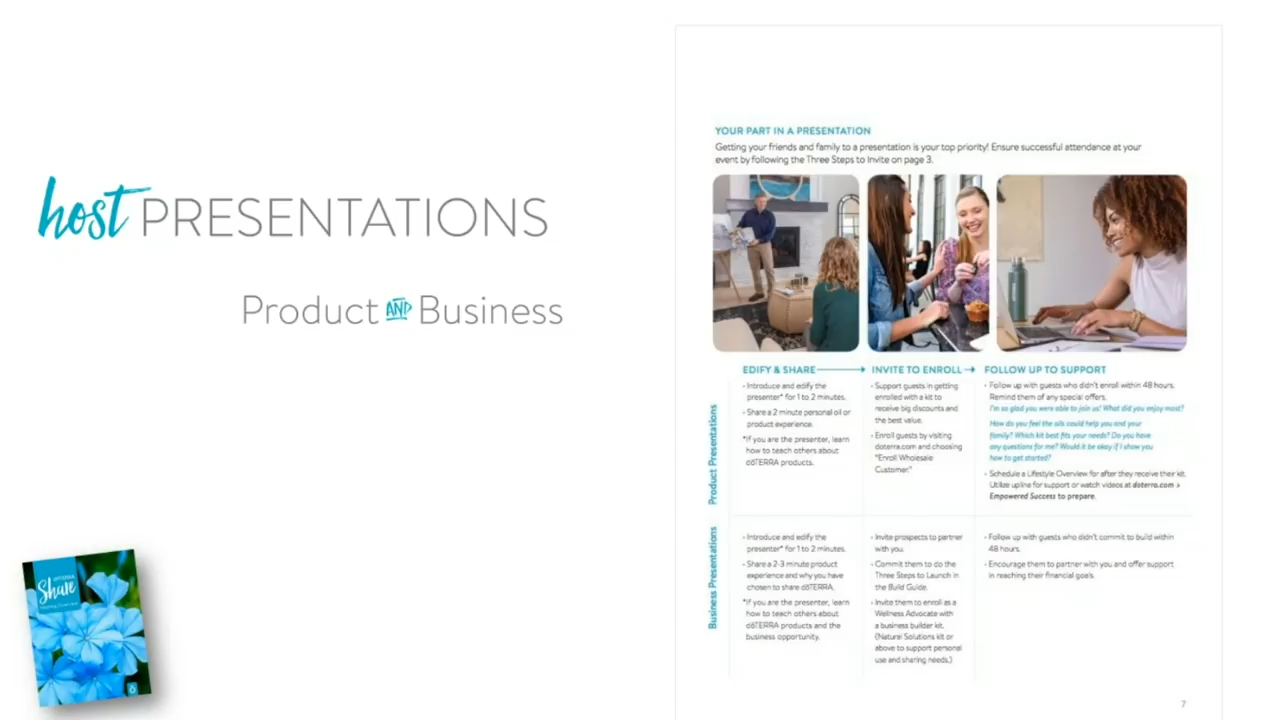 host PRESENTATIONS
Product AND Business
dōTERRA
Share
YOUR PART IN A PRESENTATION
Getting your friends and family to a presentation is your top priority! Ensure successful attendance at your
event by following the Three Steps to Invite on page 3.
EDIFY & SHARE
INVITE TO ENROLL
FOLLOW UP TO SUPPORT
Product Presentations
• Introduce and edify the
presenter* for 1 to 2 minutes.
• Share a 2 minute personal oil or
product experience.
*If you are the presenter, learn
how to teach others about
dōTERRA products.
• Support guests in getting
enrolled with a kit to
receive big discounts and
the best value.
• Enroll guests by visiting
doterra.com and choosing
"Enroll Wholesale
Customer."
• Follow up with guests who didn't enroll within 48 hours.
Remind them of any special offers.
I'm so glad you were able to join us! What did you enjoy most?
How do you feel the oils could help you and your
family? Which kit best fits your needs? Do you have
any questions for me? Would it be okay if I show you
how to get started?
• Schedule a Lifestyle Overview for after they receive their kit.
Utilize upline for support or watch videos at doterra.com >
Empowered Success to prepare.
Business Presentations
• Introduce and edify the
presenter* for 1 to 2 minutes.
• Share a 2-3 minute product
experience and why you have
chosen to share dōTERRA.
*If you are the presenter, learn
how to teach others about
dōTERRA products and the
business opportunity.
• Invite prospects to partner
with you.
• Commit them to do the
Three Steps to Launch in
the Build Guide.
• Invite them to enroll as a
Wellness Advocate with
a business builder kit.
(Natural Solutions kit or
above to support personal
use and sharing needs.)
• Follow up with guests who didn't commit to build within
48 hours.
• Encourage them to partner with you and offer support
in reaching their financial goals.
7